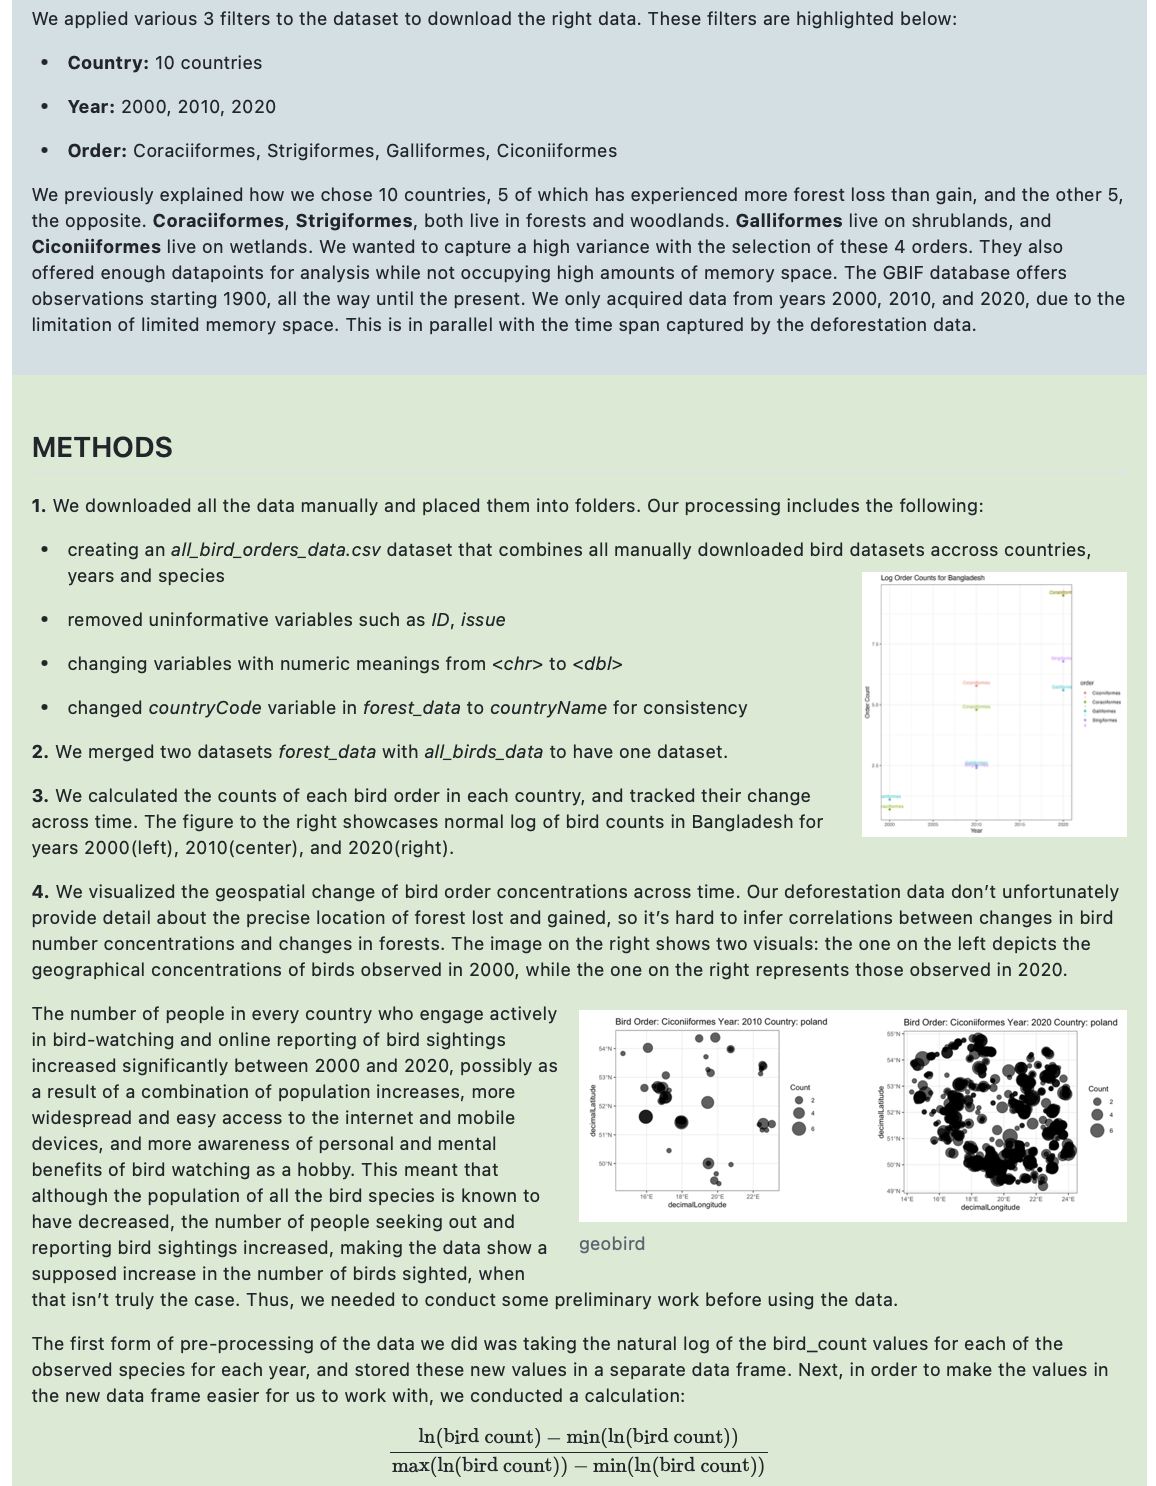 We applied various 3 filters to the dataset to download the right data. These filters are highlighted below:
• Country: 10 countries
• Year: 2000, 2010, 2020
• Order: Coraciiformes, Strigiformes, Galliformes, Ciconiiformes
We previously explained how we chose 10 countries, 5 of which has experienced more forest loss than gain, and the other 5,
the opposite. Coraciiformes, Strigiformes, both live in forests and woodlands. Galliformes live on shrublands, and
Ciconiiformes live on wetlands. We wanted to capture a high variance with the selection of these 4 orders. They also
offered enough datapoints for analysis while not occupying high amounts of memory space. The GBIF database offers
observations starting 1900, all the way until the present. We only acquired data from years 2000, 2010, and 2020, due to the
limitation of limited memory space. This is in parallel with the time span captured by the deforestation data.
METHODS
1. We downloaded all the data manually and placed them into folders. Our processing includes the following:
• creating an all_bird_orders_data.csv dataset that combines all manually downloaded bird datasets accross countries,
years and species
• removed uninformative variables such as ID, issue
• changing variables with numeric meanings from <chr> to <dbl>
• changed countryCode variable in forest_data to countryName for consistency
2. We merged two datasets forest_data with all_birds_data to have one dataset.
3. We calculated the counts of each bird order in each country, and tracked their change
across time. The figure to the right showcases normal log of bird counts in Bangladesh for
years 2000(left), 2010(center), and 2020(right).
Log Order Counts for Bangladesh
Order Count
7.5
5.0
2.5
2000
2005
2010
2015
2020
Year
order
Ciconiiformes
Coraciiformes
Galliformes
Strigiformes
4. We visualized the geospatial change of bird order concentrations across time. Our deforestation data don't unfortunately
provide detail about the precise location of forest lost and gained, so it's hard to infer correlations between changes in bird
number concentrations and changes in forests. The image on the right shows two visuals: the one on the left depicts the
geographical concentrations of birds observed in 2000, while the one on the right represents those observed in 2020.
The number of people in every country who engage actively
in bird-watching and online reporting of bird sightings
increased significantly between 2000 and 2020, possibly as
a result of a combination of population increases, more
widespread and easy access to the internet and mobile
devices, and more awareness of personal and mental
benefits of bird watching as a hobby. This meant that
although the population of all the bird species is known to
have decreased, the number of people seeking out and
reporting bird sightings increased, making the data show a
supposed increase in the number of birds sighted, when
that isn't truly the case. Thus, we needed to conduct some preliminary work before using the data.
Bird Order: Ciconiiformes Year: 2010 Country: poland
decimalLatitude
54°N
53°N
52°N
51°N
50°N
16°E
18°E
20°E
22°E
decimalLongitude
Count
2
4
6
Bird Order: Ciconiiformes Year: 2020 Country: poland
decimalLatitude
55°N
54°N
53°N
52°N
51°N
50°N
49°N
14°E
16°E
18°E
20°E
22°E
24°E
decimalLongitude
Count
2
4
6
geobird
The first form of pre-processing of the data we did was taking the natural log of the bird_count values for each of the
observed species for each year, and stored these new values in a separate data frame. Next, in order to make the values in
the new data frame easier for us to work with, we conducted a calculation:
ln(bird count) − min(ln(bird count))
max(ln(bird count)) − min(ln(bird count))